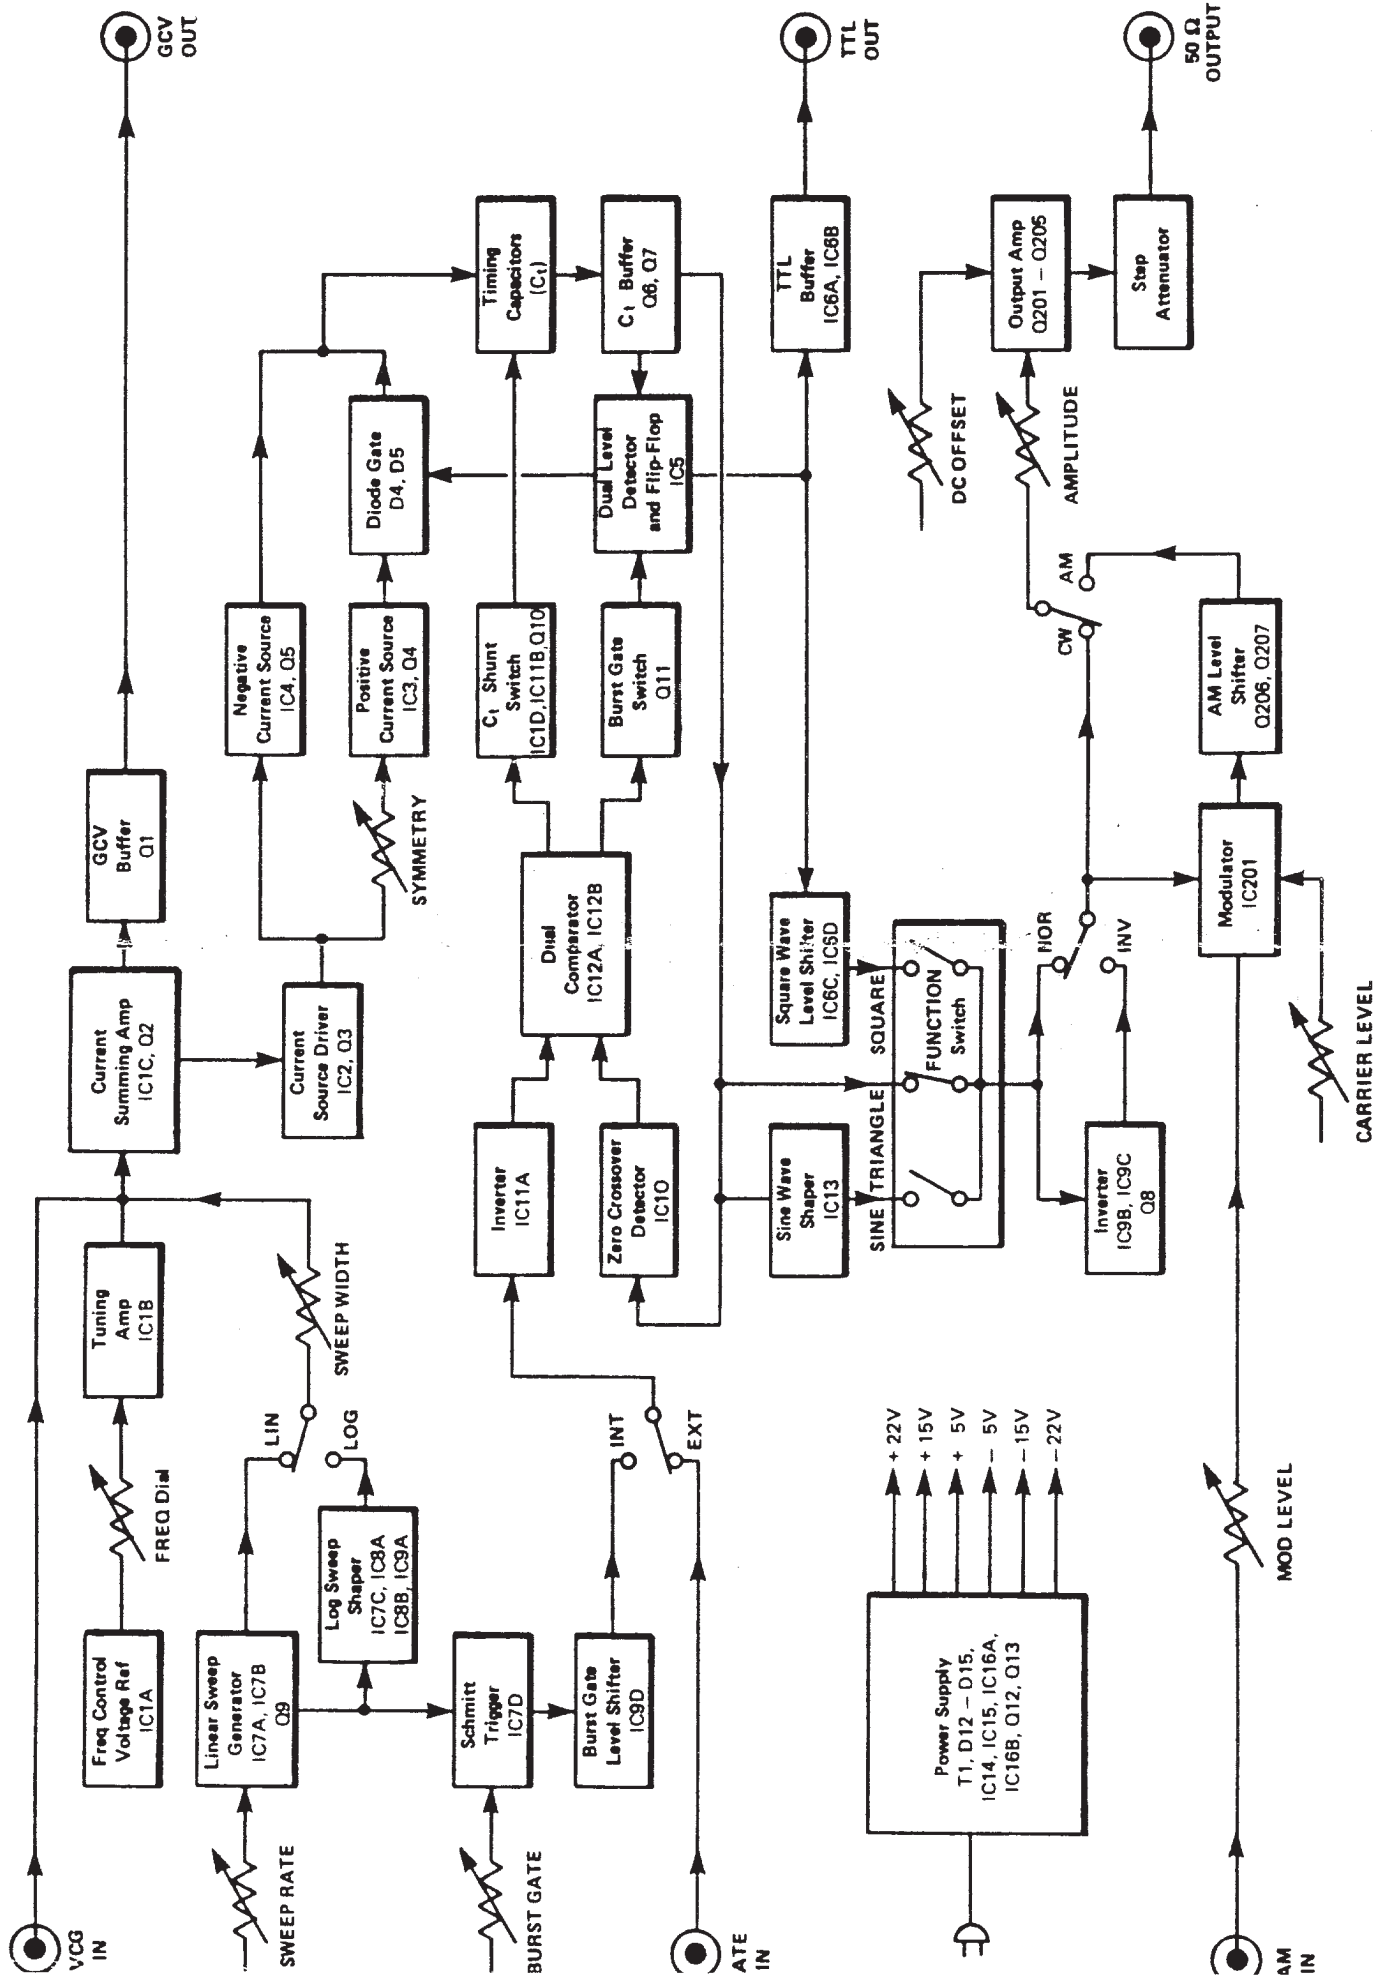 VCG
IN
Freq Control
Voltage Ref
IC1A
FREQ Dial
Tuning
Amp
IC1B
Current
Summing Amp
IC1C, Q2
GCV
Buffer
Q1
GCV
OUT
SWEEP RATE
Linear Sweep
Generator
IC7A, IC7B
Q9
Log Sweep
Shaper
IC7C, IC8A
IC8B, IC9A
LIN
LOG
SWEEP WIDTH
Current
Source Driver
IC2, Q3
SYMMETRY
Negative
Current Source
IC4, Q5
Positive
Current Source
IC3, Q4
Diode Gate
D4, D5
BURST GATE
Schmitt
Trigger
IC7D
Burst Gate
Level Shifter
IC9D
INT
EXT
ATE
IN
Inverter
IC11A
Zero Crossover
Detector
IC10
Dual
Comparator
IC12A, IC12B
Ct Shunt
Switch
IC1D, IC11B, Q10
Burst Gate
Switch
Q11
Dual Level
Detector
and Flip-Flop
IC5
Timing
Capacitors
(Ct)
Ct Buffer
Q6, Q7
Sine Wave
Shaper
IC13
Square Wave
Level Shifter
IC6C, IC6D
TTL
Buffer
IC6A, IC6B
TTL
OUT
SINE
TRIANGLE
SQUARE
FUNCTION
Switch
Inverter
IC9B, IC9C
Q8
NOR
INV
CW
AM
DC OFFSET
AMPLITUDE
Output Amp
Q201 – Q205
Step
Attenuator
50 Ω
OUTPUT
Power Supply
T1, D12 – D15,
IC14, IC15, IC16A,
IC16B, Q12, Q13
+ 22V
+ 15V
+ 5V
– 5V
– 15V
– 22V
AM
IN
MOD LEVEL
CARRIER LEVEL
Modulator
IC201
AM Level
Shifter
Q206, Q207